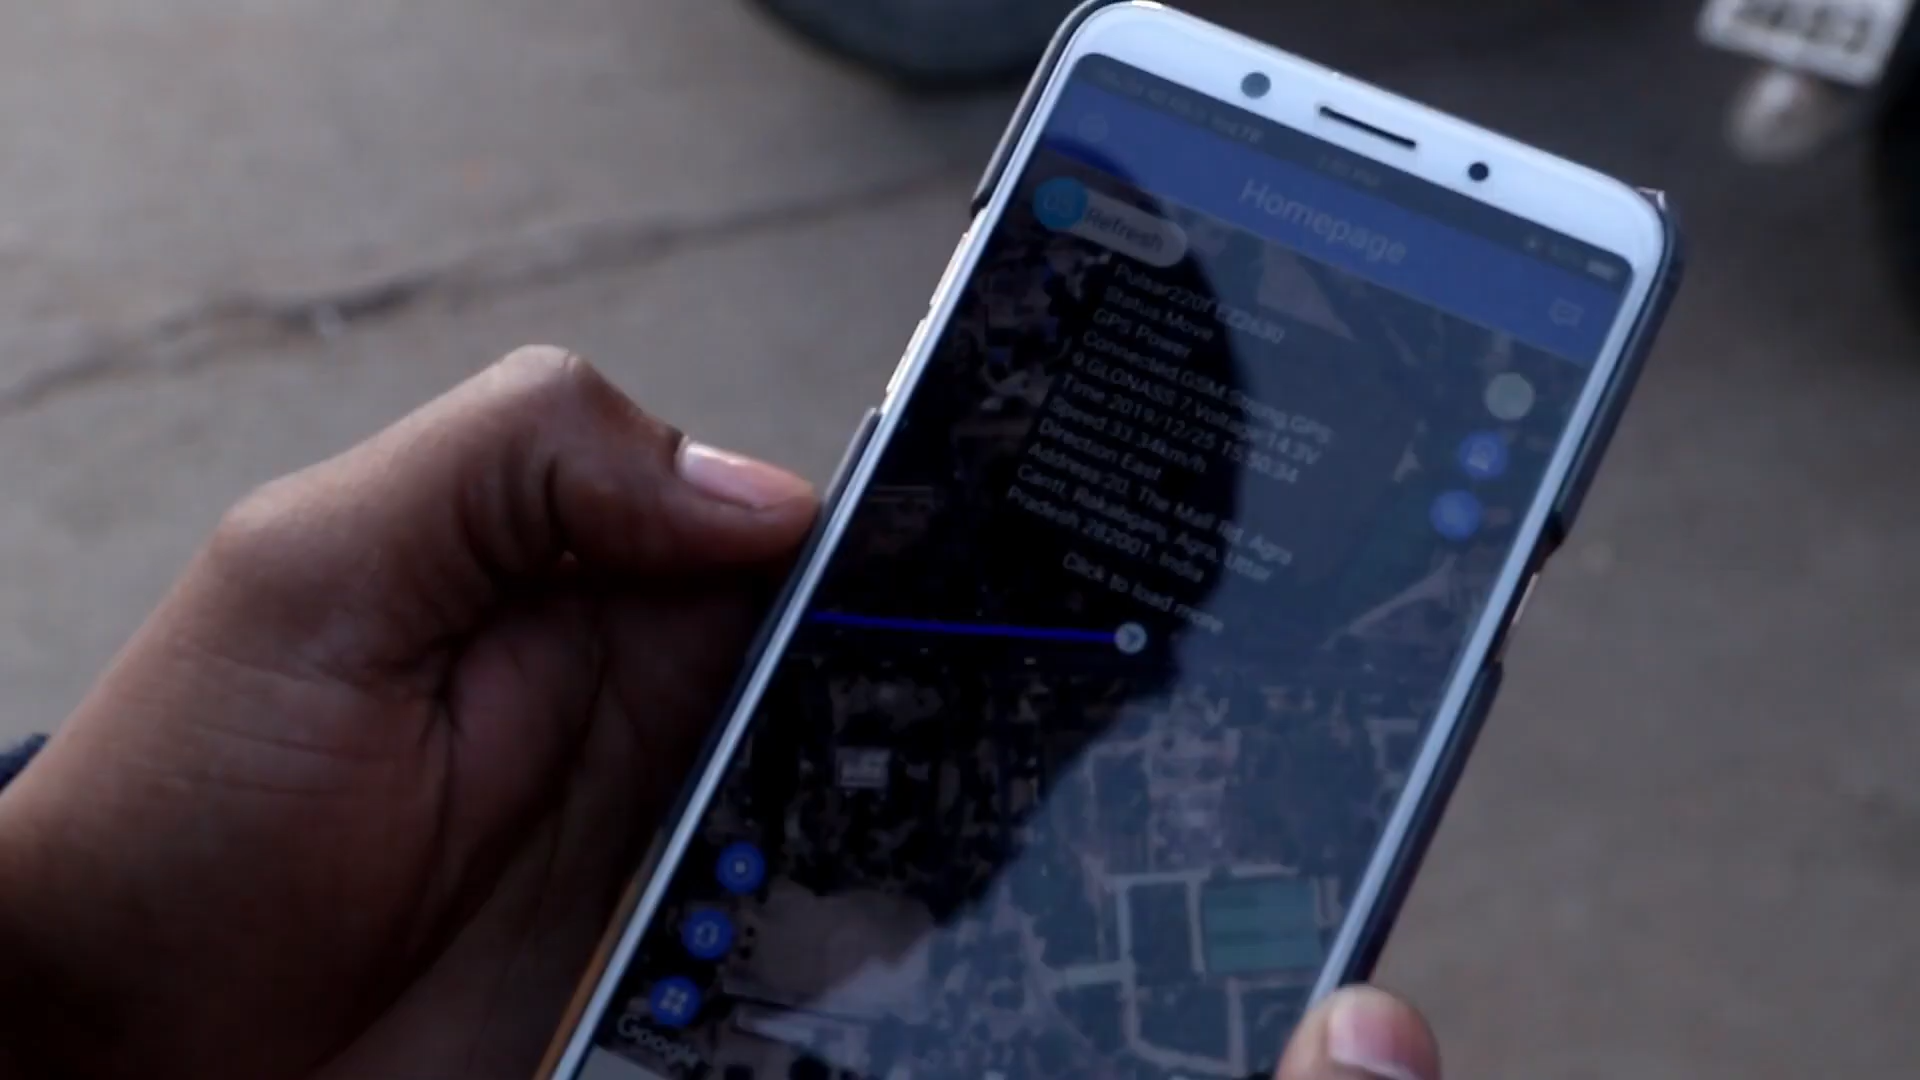 Homepage
Refresh
Pulsar220f EZ2630
Status:Move
GPS Power
Connected,GSM:Strong,GPS
9,GLONASS:7,Voltage:14.3V
Time:2019/12/25 15:50:34
Speed:33.34km/h
Direction:East
Address:20, The Mall Rd, Agra
Cantt, Rakabganj, Agra, Uttar
Pradesh 282001, India
Click to load more
Google